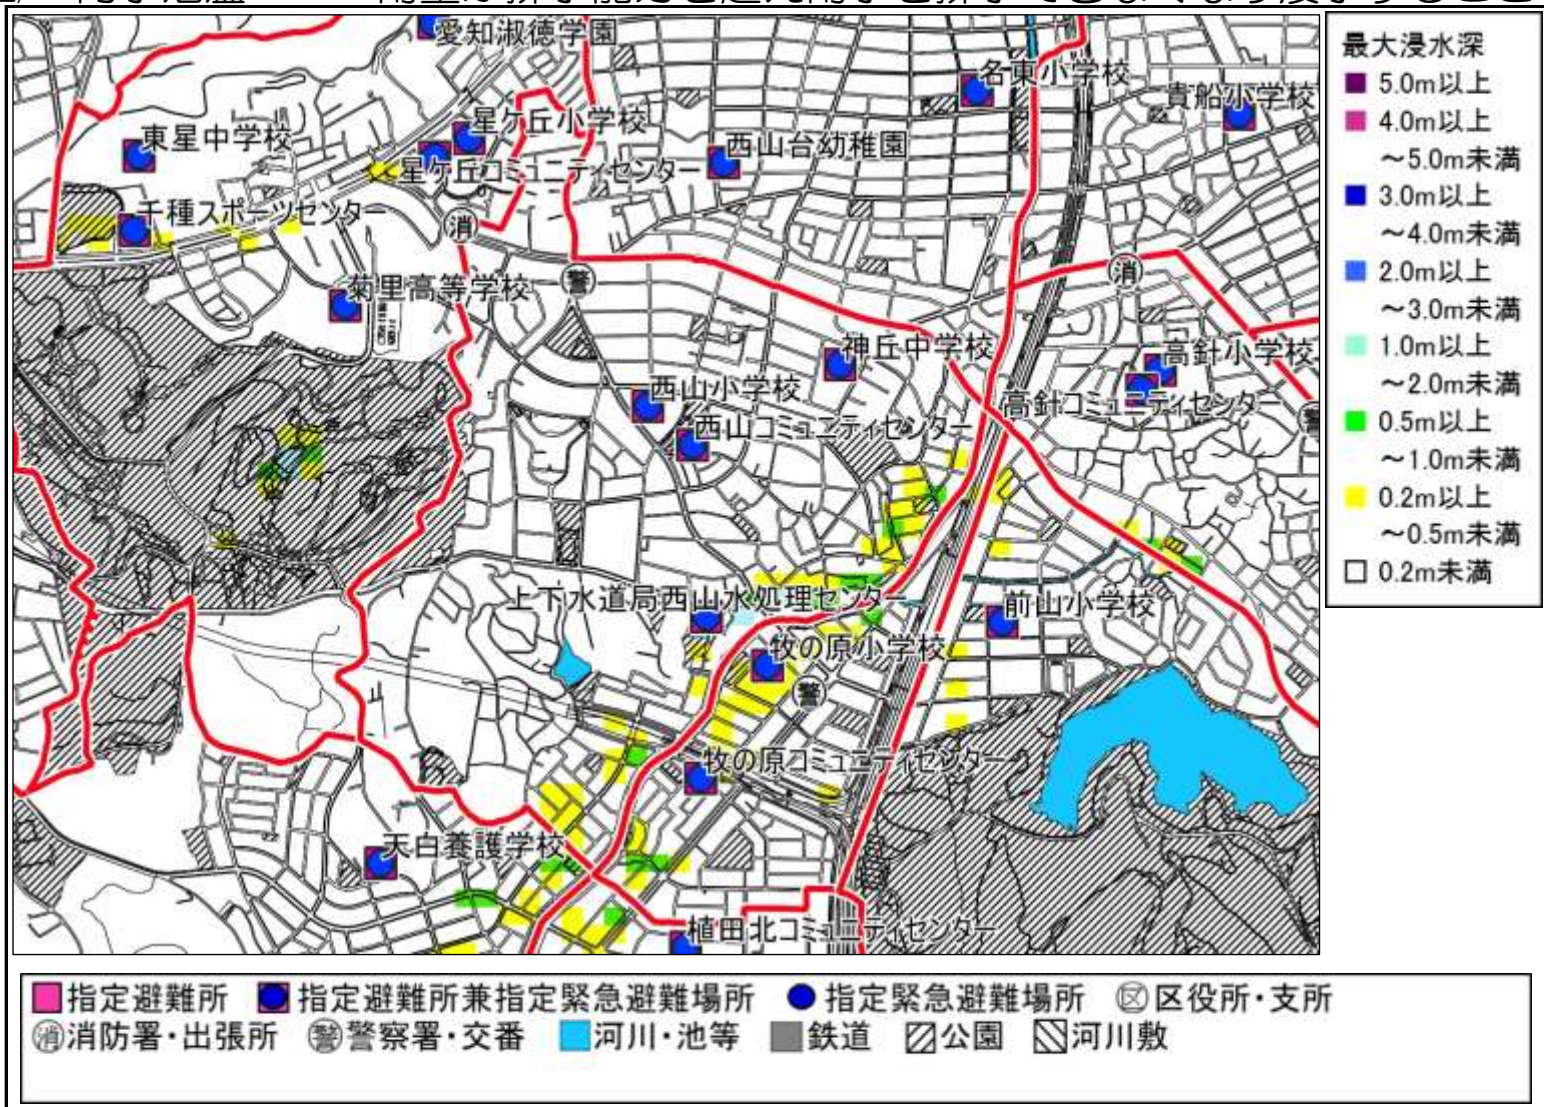 愛知淑徳学園
名東小学校
貴船小学校
星ケ丘小学校
東星中学校
西山台幼稚園
星ケ丘コミュニティセンター
千種スポーツセンター
消
警
消
菊里高等学校
神丘中学校
高針小学校
西山小学校
高針コミュニティセンター
警
西山コミュニティセンター
上下水道局西山水処理センター
前山小学校
牧の原小学校
警
牧の原コミュニティセンター
天白養護学校
植田北コミュニティセンター
最大浸水深
5.0m以上
4.0m以上
～5.0m未満
3.0m以上
～4.0m未満
2.0m以上
～3.0m未満
1.0m以上
～2.0m未満
0.5m以上
～1.0m未満
0.2m以上
～0.5m未満
0.2m未満
指定避難所 指定避難所兼指定緊急避難場所 指定緊急避難場所 区 区役所・支所
消 消防署・出張所 警 警察署・交番 河川・池等 鉄道 公園 河川敷